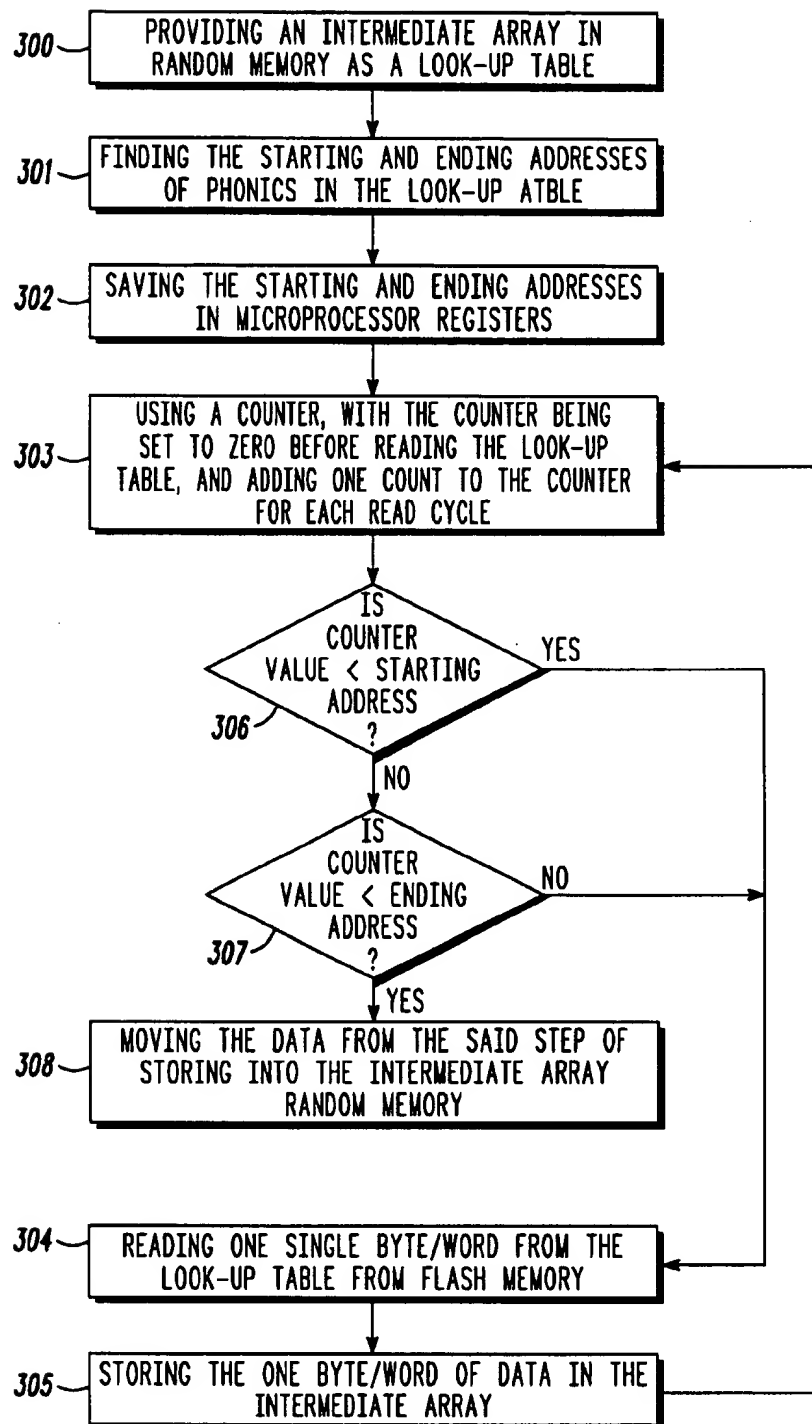 300
PROVIDING AN INTERMEDIATE ARRAY IN
RANDOM MEMORY AS A LOOK-UP TABLE
301
FINDING THE STARTING AND ENDING ADDRESSES
OF PHONICS IN THE LOOK-UP ATBLE
302
SAVING THE STARTING AND ENDING ADDRESSES
IN MICROPROCESSOR REGISTERS
303
USING A COUNTER, WITH THE COUNTER BEING
SET TO ZERO BEFORE READING THE LOOK-UP
TABLE, AND ADDING ONE COUNT TO THE COUNTER
FOR EACH READ CYCLE
IS
COUNTER
VALUE < STARTING
ADDRESS
?
YES
306
NO
IS
COUNTER
VALUE < ENDING
ADDRESS
?
NO
307
YES
308
MOVING THE DATA FROM THE SAID STEP OF
STORING INTO THE INTERMEDIATE ARRAY
RANDOM MEMORY
304
READING ONE SINGLE BYTE/WORD FROM THE
LOOK-UP TABLE FROM FLASH MEMORY
305
STORING THE ONE BYTE/WORD OF DATA IN THE
INTERMEDIATE ARRAY